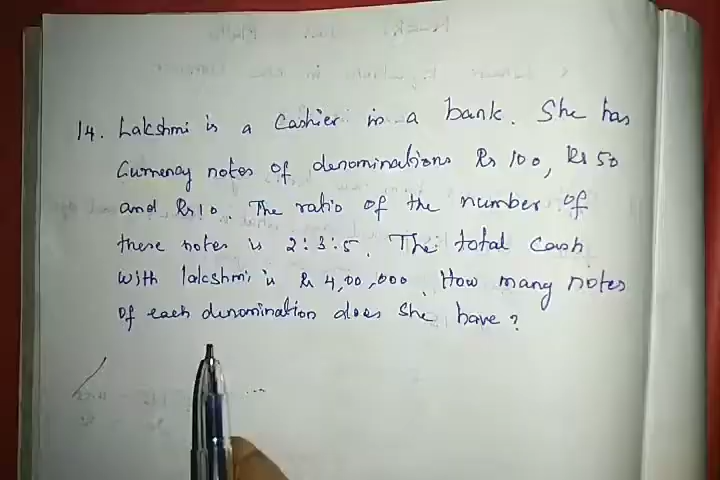 14. Lakshmi is a Cashier in a bank. She has
Currency notes of denominations Rs 100, Rs 50
and Rs 10. The ratio of the number of
these notes is 2:3:5. The total cash
with lakshmi is Rs 4,00,000. How many notes
of each denomination does she have?